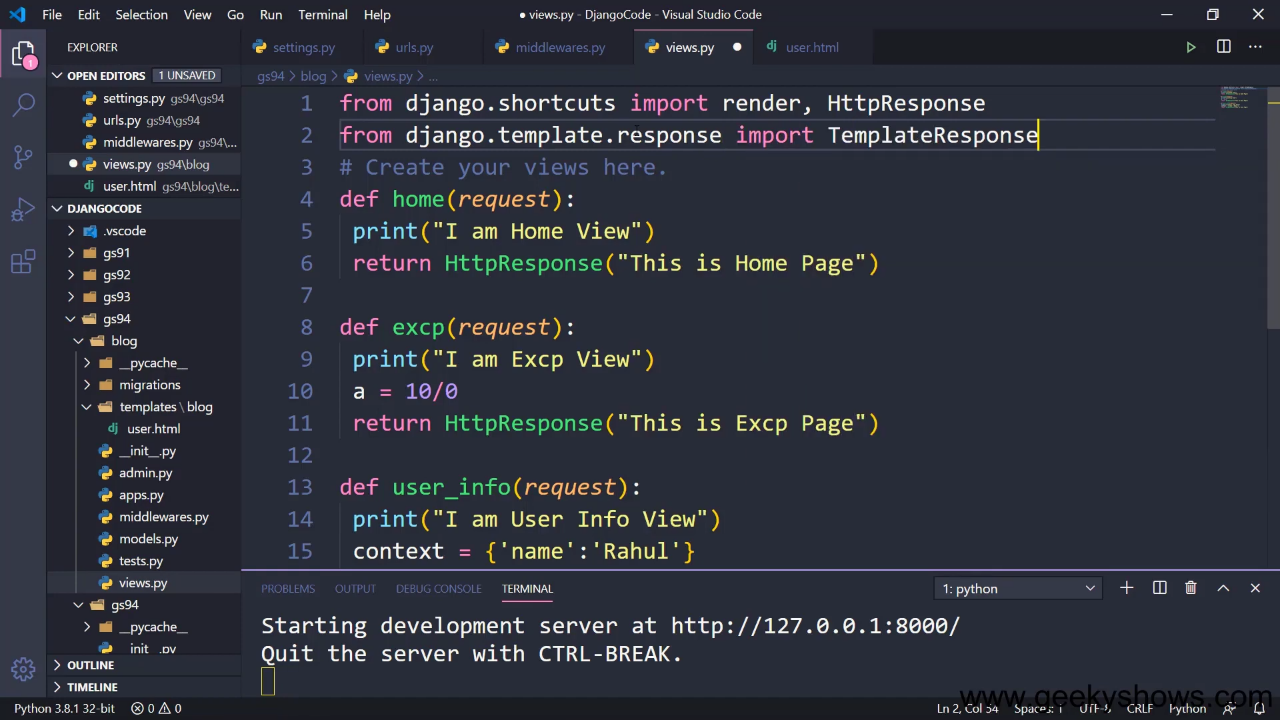 File Edit Selection View Go Run Terminal Help ● views.py - DjangoCode - Visual Studio Code
EXPLORER
settings.py urls.py middlewares.py views.py ● user.html
OPEN EDITORS 1 UNSAVED
gs94 > blog > views.py > ...
settings.py gs94\gs94
urls.py gs94\gs94
middlewares.py gs94\...
views.py gs94\blog
user.html gs94\blog\te...
DJANGOCODE
.vscode
gs91
gs92
gs93
gs94
blog
__pycache__
migrations
templates \ blog
user.html
__init__.py
admin.py
apps.py
middlewares.py
models.py
tests.py
views.py
gs94
__pycache__
__init__.py
OUTLINE
TIMELINE
1
1 from django.shortcuts import render, HttpResponse
2 from django.template.response import TemplateResponse
3 # Create your views here.
4 def home(request):
5 print("I am Home View")
6 return HttpResponse("This is Home Page")
7
8 def excp(request):
9 print("I am Excp View")
10 a = 10/0
11 return HttpResponse("This is Excp Page")
12
13 def user_info(request):
14 print("I am User Info View")
15 context = {'name':'Rahul'}
PROBLEMS OUTPUT DEBUG CONSOLE TERMINAL 1: python
Starting development server at http://127.0.0.1:8000/
Quit the server with CTRL-BREAK.
www.geekyshows.com
Python 3.8.1 32-bit 0 0 Ln 2, Col 54 Spaces: 1 UTF-8 CRLF Python